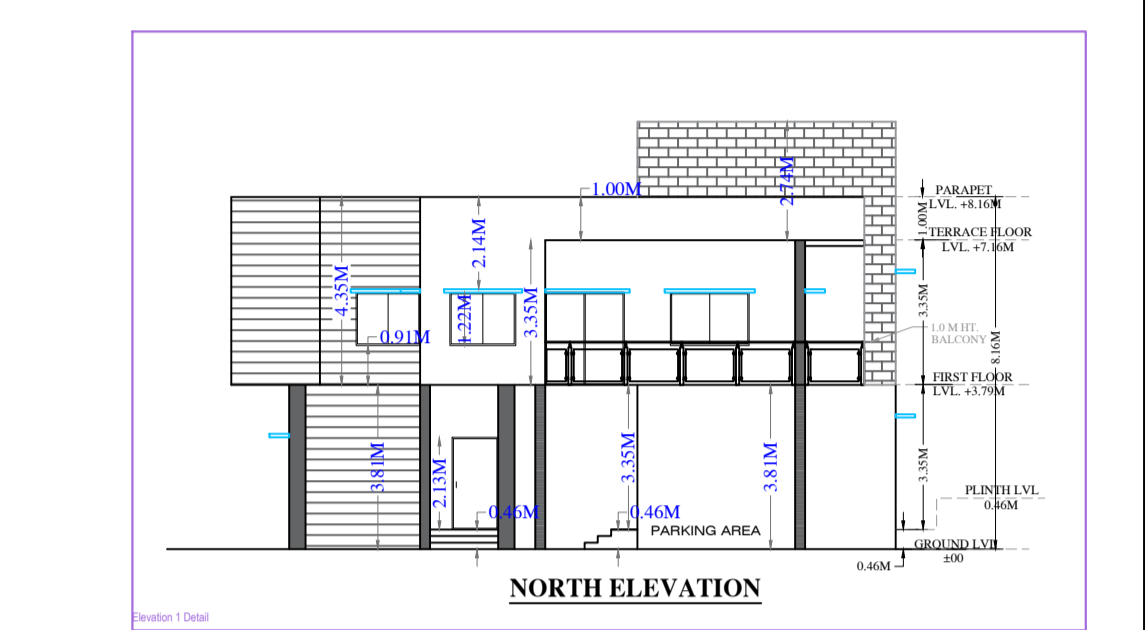 1.00M
2.74M
PARAPET
LVL. +8.16M
1.00M
TERRACE FLOOR
LVL. +7.16M
2.14M
4.35M
1.22M
3.35M
3.35M
0.91M
1.0 M HT.
BALCONY
8.16M
FIRST FLOOR
LVL. +3.79M
3.81M
2.13M
3.35M
3.81M
3.35M
PLINTH LVL
0.46M
0.46M
0.46M
PARKING AREA
GROUND LVL
±00
0.46M
NORTH ELEVATION
Elevation 1 Detail